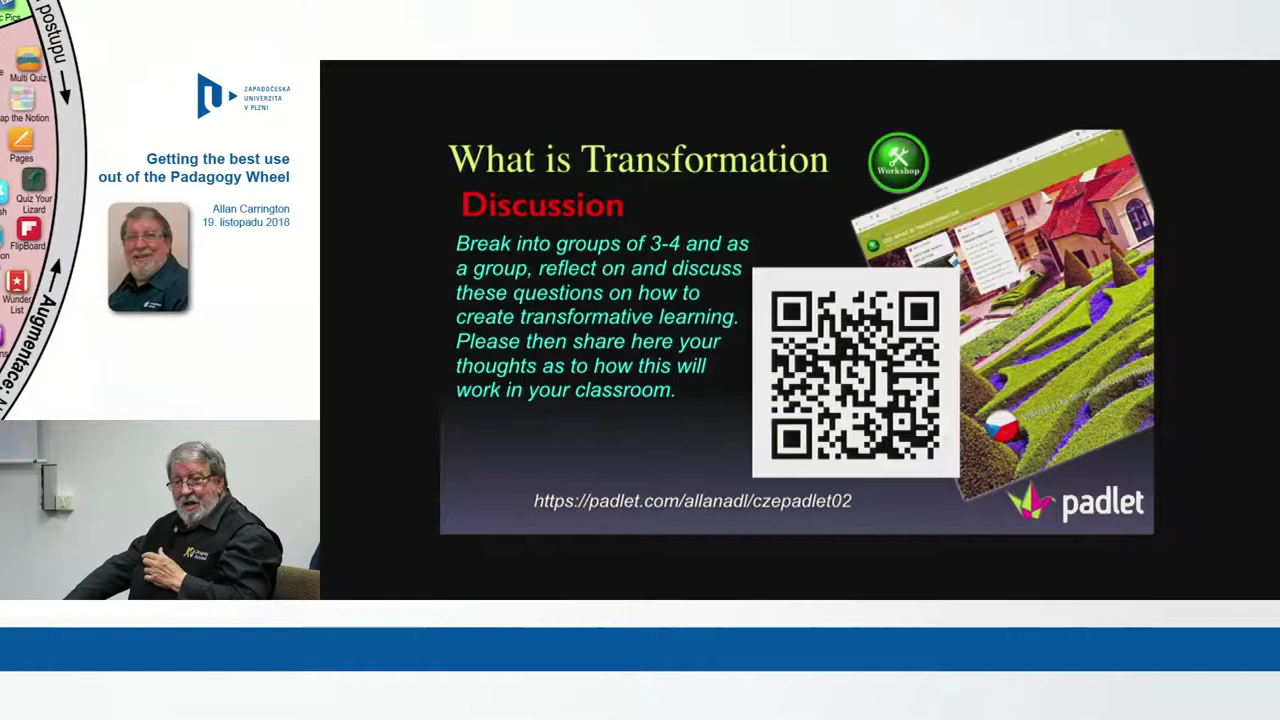 c Pics
postupu
Multi Quiz
ap the Notion
Pages
Quiz Your
Lizard
FlipBoard
Wunder
List
Augmentace:
ZÁPADOČESKÁ
UNIVERZITA
V PLZNI
Getting the best use
out of the Padagogy Wheel
Allan Carrington
19. listopadu 2018
What is Transformation
Workshop
Discussion
Break into groups of 3-4 and as
a group, reflect on and discuss
these questions on how to
create transformative learning.
Please then share here your
thoughts as to how this will
work in your classroom.
https://padlet.com/allanadl/czepadlet02
padlet